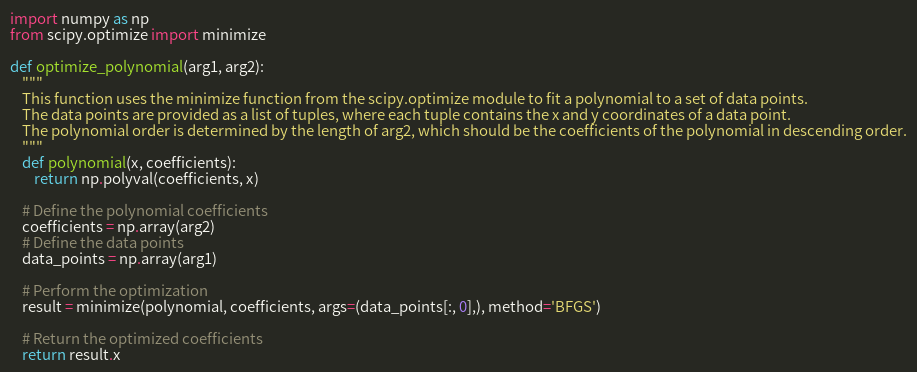 import numpy as np
from scipy.optimize import minimize

def optimize_polynomial(arg1, arg2):
    """
    This function uses the minimize function from the scipy.optimize module to fit a polynomial to a set of data points.
    The data points are provided as a list of tuples, where each tuple contains the x and y coordinates of a data point.
    The polynomial order is determined by the length of arg2, which should be the coefficients of the polynomial in descending order.
    """
    def polynomial(x, coefficients):
        return np.polyval(coefficients, x)

    # Define the polynomial coefficients
    coefficients = np.array(arg2)
    # Define the data points
    data_points = np.array(arg1)

    # Perform the optimization
    result = minimize(polynomial, coefficients, args=(data_points[:, 0],), method='BFGS')

    # Return the optimized coefficients
    return result.x